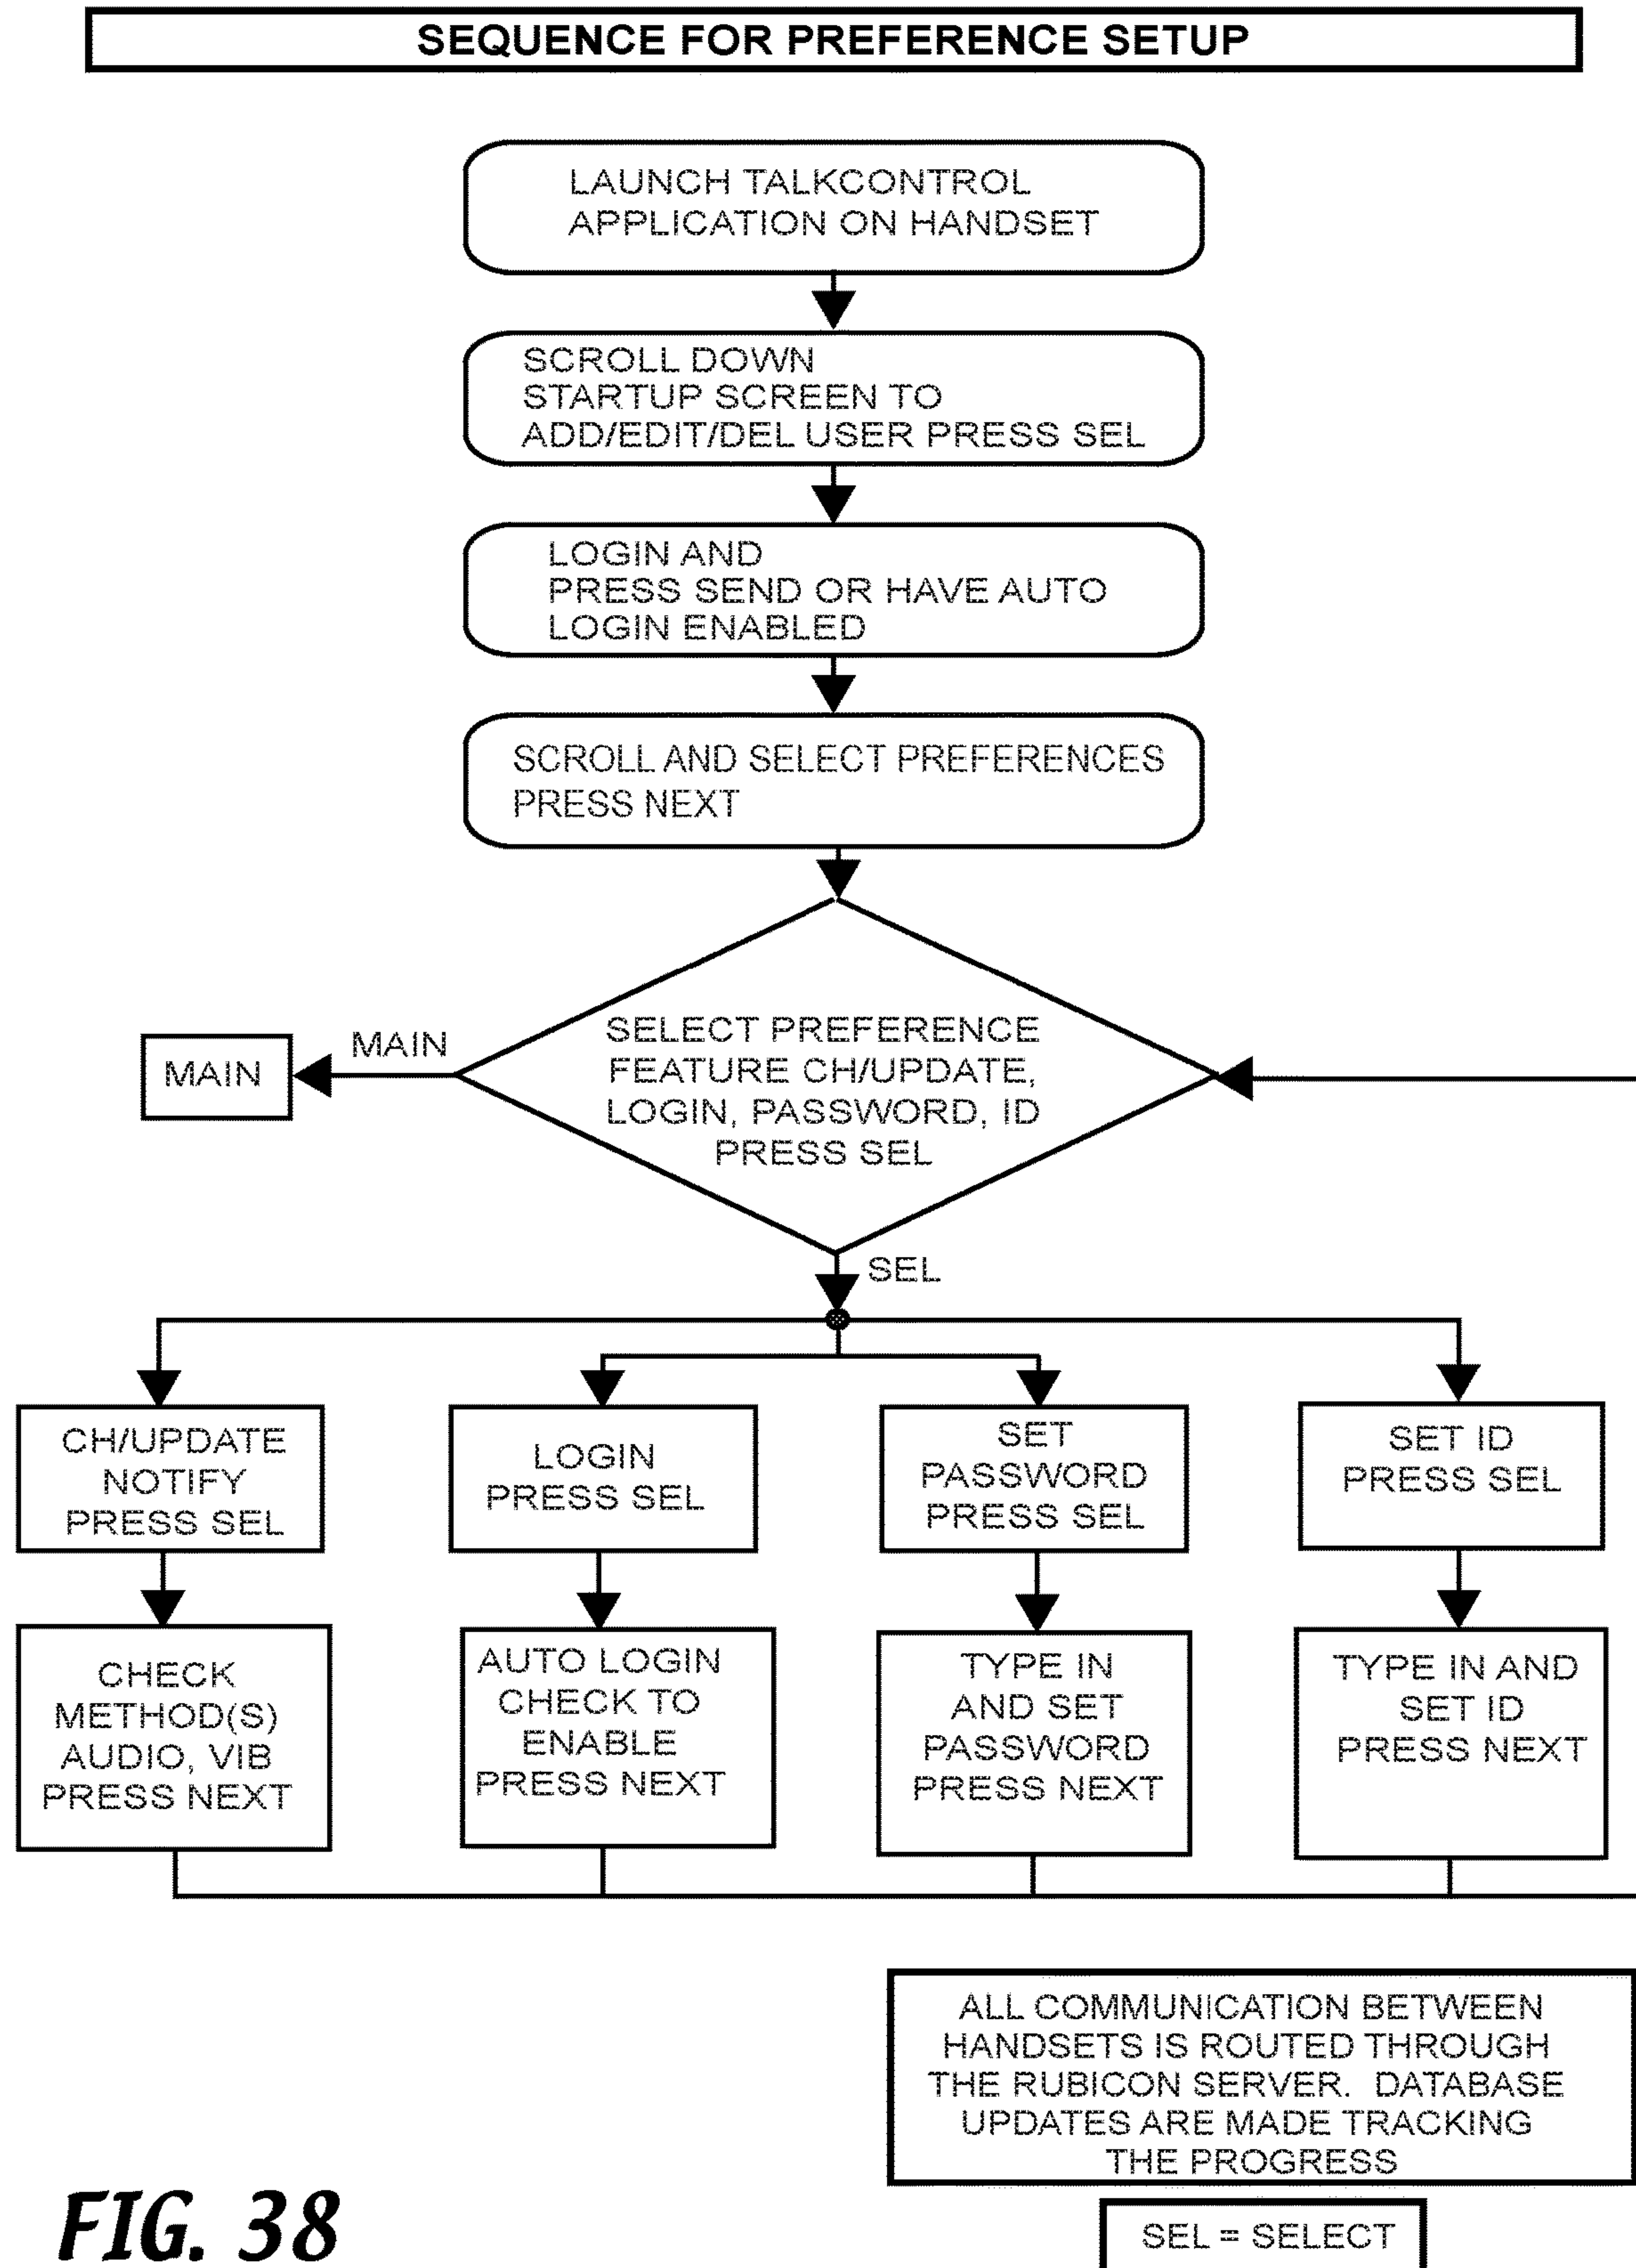 SEQUENCE FOR PREFERENCE SETUP
LAUNCH TALKCONTROL
APPLICATION ON HANDSET
SCROLL DOWN
STARTUP SCREEN TO
ADD/EDIT/DEL USER PRESS SEL
LOGIN AND
PRESS SEND OR HAVE AUTO
LOGIN ENABLED
SCROLL AND SELECT PREFERENCES
PRESS NEXT
SELECT PREFERENCE
FEATURE CH/UPDATE,
LOGIN, PASSWORD, ID
PRESS SEL
MAIN
MAIN
SEL
CH/UPDATE
NOTIFY
PRESS SEL
LOGIN
PRESS SEL
SET
PASSWORD
PRESS SEL
SET ID
PRESS SEL
CHECK
METHOD(S)
AUDIO, VIB
PRESS NEXT
AUTO LOGIN
CHECK TO
ENABLE
PRESS NEXT
TYPE IN
AND SET
PASSWORD
PRESS NEXT
TYPE IN AND
SET ID
PRESS NEXT
ALL COMMUNICATION BETWEEN
HANDSETS IS ROUTED THROUGH
THE RUBICON SERVER. DATABASE
UPDATES ARE MADE TRACKING
THE PROGRESS
SEL = SELECT
FIG. 38